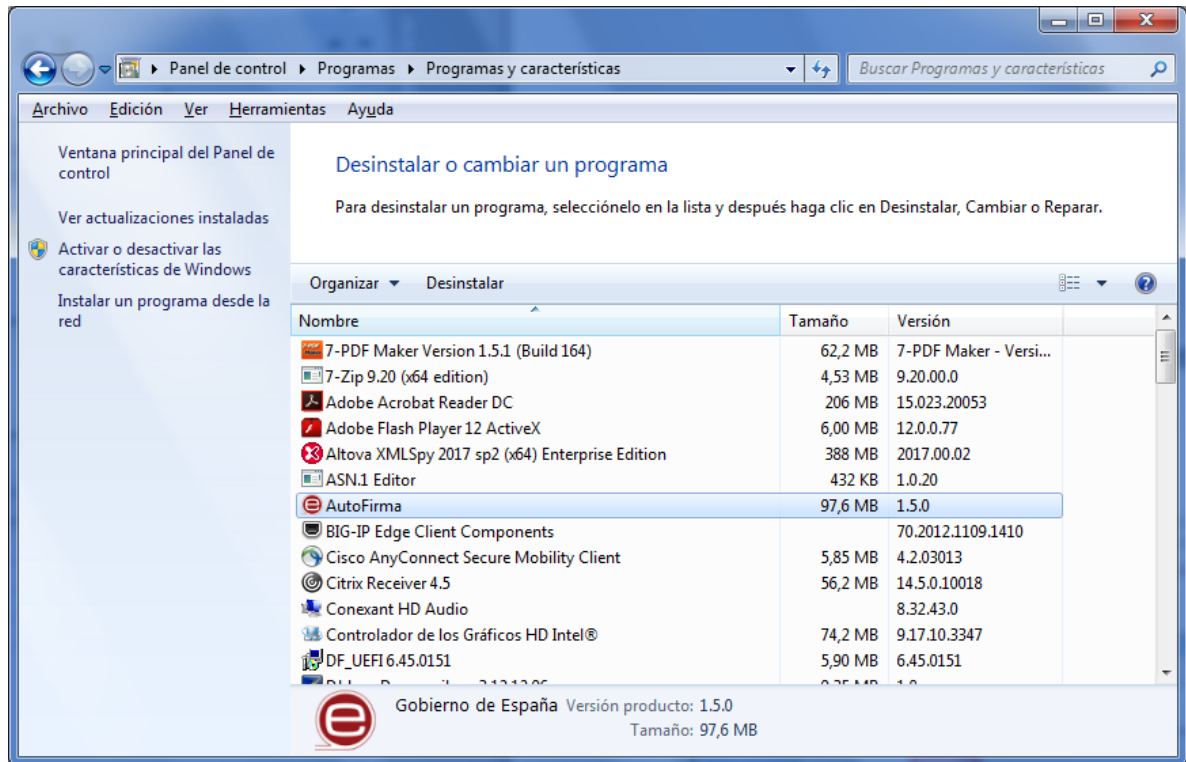 Panel de control ▸ Programas ▸ Programas y características
Buscar Programas y características
Archivo Edición Ver Herramientas Ayuda
Ventana principal del Panel de
control
Ver actualizaciones instaladas
Activar o desactivar las
características de Windows
Instalar un programa desde la
red
Desinstalar o cambiar un programa
Para desinstalar un programa, selecciónelo en la lista y después haga clic en Desinstalar, Cambiar o Reparar.
Organizar Desinstalar
Nombre Tamaño Versión
7-PDF Maker Version 1.5.1 (Build 164) 62,2 MB 7-PDF Maker - Versi...
7-Zip 9.20 (x64 edition) 4,53 MB 9.20.00.0
Adobe Acrobat Reader DC 206 MB 15.023.20053
Adobe Flash Player 12 ActiveX 6,00 MB 12.0.0.77
Altova XMLSpy 2017 sp2 (x64) Enterprise Edition 388 MB 2017.00.02
ASN.1 Editor 432 KB 1.0.20
AutoFirma 97,6 MB 1.5.0
BIG-IP Edge Client Components 70.2012.1109.1410
Cisco AnyConnect Secure Mobility Client 5,85 MB 4.2.03013
Citrix Receiver 4.5 56,2 MB 14.5.0.10018
Conexant HD Audio 8.32.43.0
Controlador de los Gráficos HD Intel® 74,2 MB 9.17.10.3347
DF_UEFI 6.45.0151 5,90 MB 6.45.0151
Gobierno de España Versión producto: 1.5.0
Tamaño: 97,6 MB